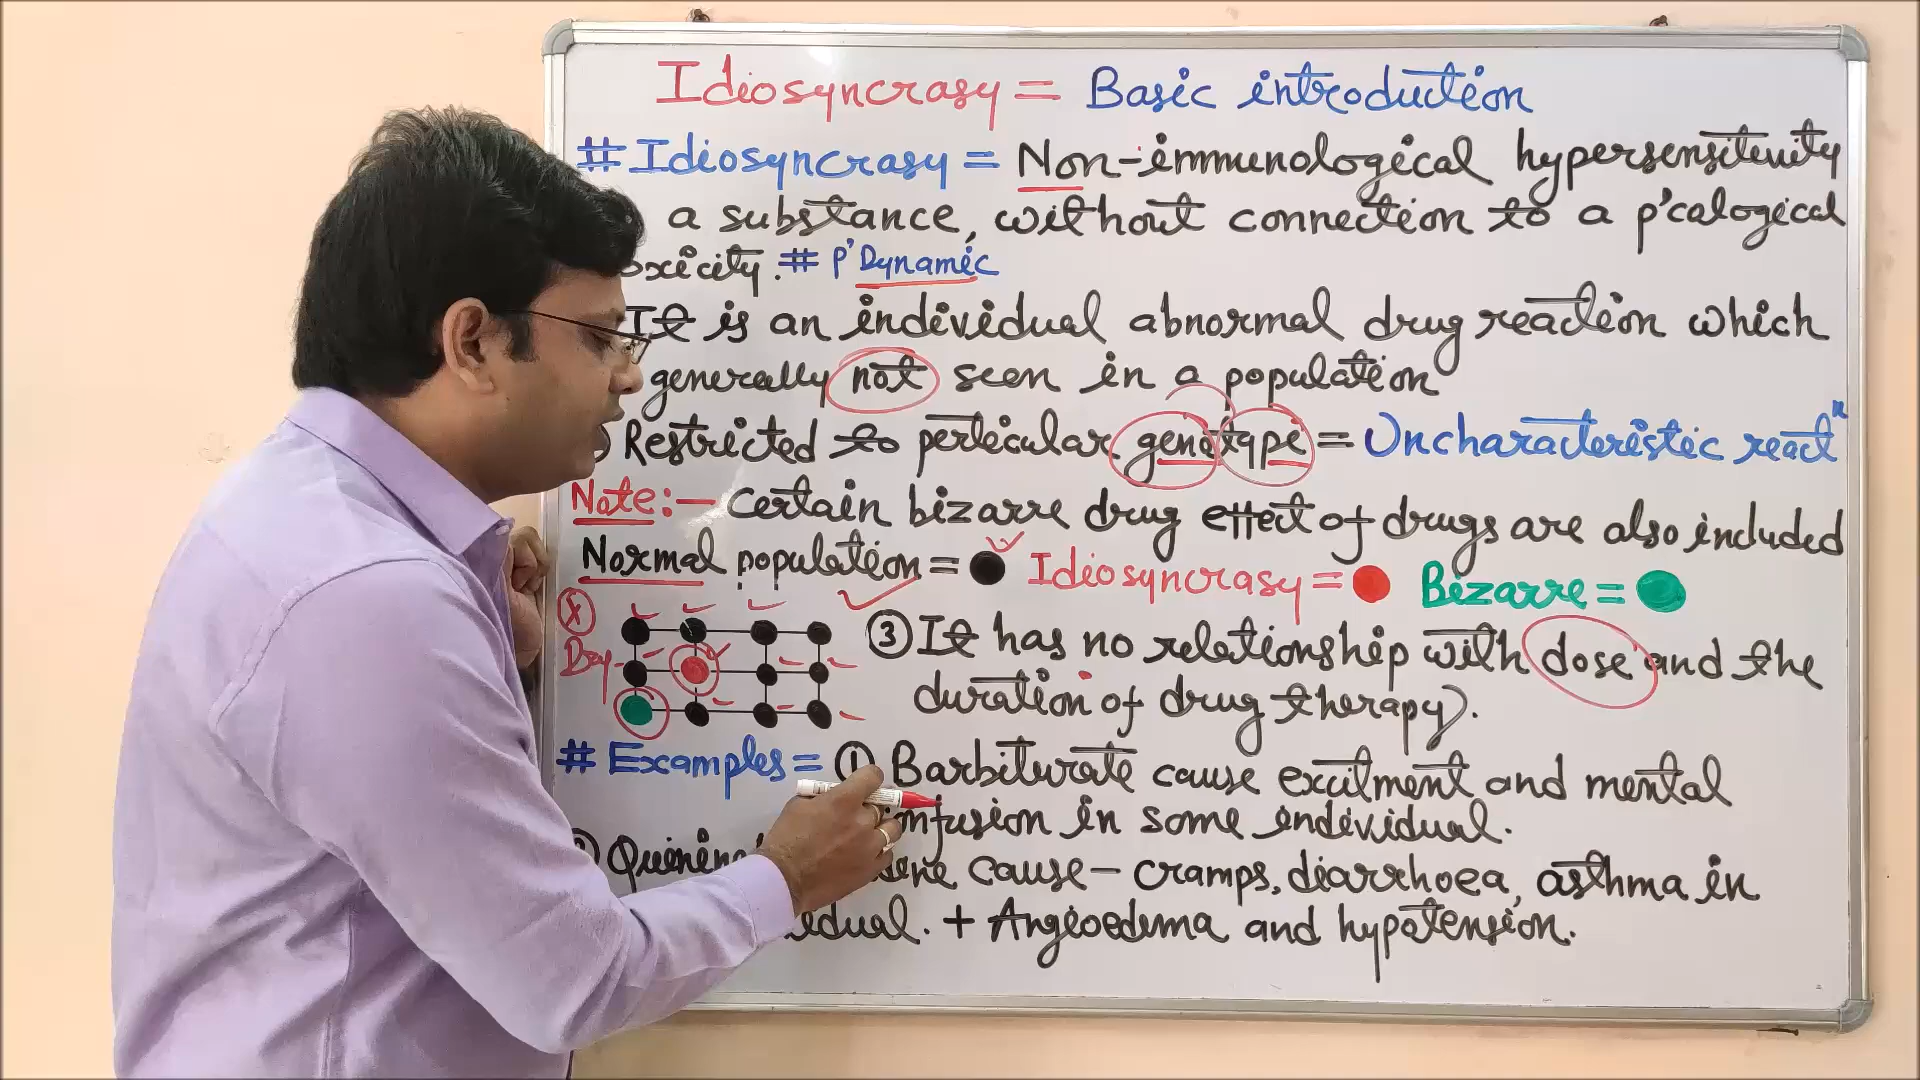 Idiosyncrasy = Basic introduction
# Idiosyncrasy = Non-immunological hypersensitivity
a substance, without connection to a p'calogical
oxicity. # P'Dynamic
It is an individual abnormal drug reaction which
generally not seen in a population
Restricted to perticular genotype = Uncharacteristic reactⁿ
Note:- Certain bizarre drug effect of drugs are also included
Normal population = Idiosyncrasy = Bizarre =
③ It has no relationship with dose and the
duration of drug therapy).
# Examples = ① Barbiturate cause excitment and mental
onfusion in some individual.
cause - cramps, diarrhoea, asthma in
idual. + Angioedema and hypotension.